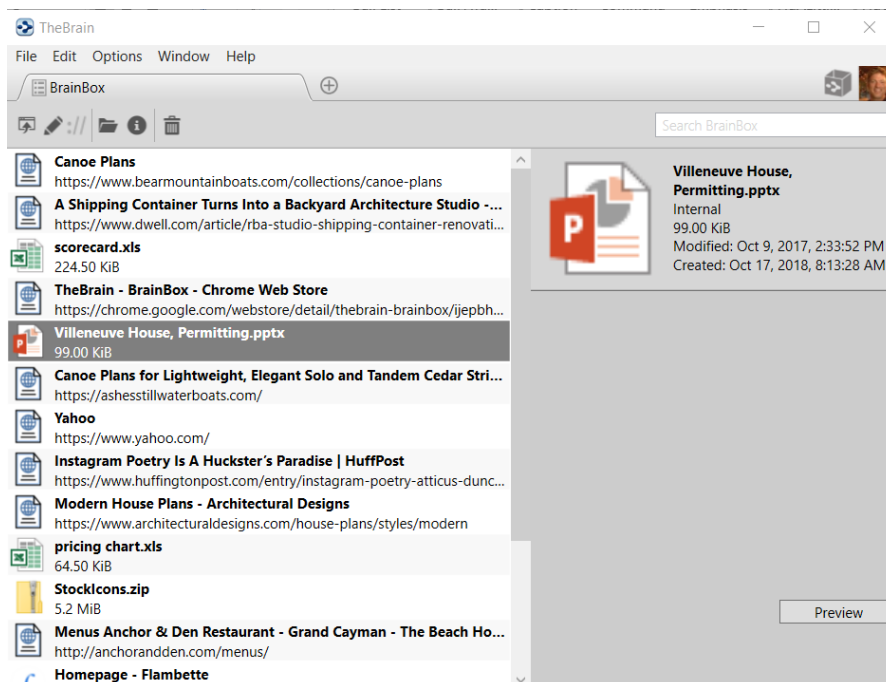 TheBrain
File Edit Options Window Help
BrainBox
Search BrainBox
Canoe Plans
https://www.bearmountainboats.com/collections/canoe-plans
A Shipping Container Turns Into a Backyard Architecture Studio -...
https://www.dwell.com/article/rba-studio-shipping-container-renovati...
scorecard.xls
224.50 KiB
TheBrain - BrainBox - Chrome Web Store
https://chrome.google.com/webstore/detail/thebrain-brainbox/ijepbh...
Villeneuve House, Permitting.pptx
99.00 KiB
Canoe Plans for Lightweight, Elegant Solo and Tandem Cedar Stri...
https://ashesstillwaterboats.com/
Yahoo
https://www.yahoo.com/
Instagram Poetry Is A Huckster’s Paradise | HuffPost
https://www.huffingtonpost.com/entry/instagram-poetry-atticus-dunc...
Modern House Plans - Architectural Designs
https://www.architecturaldesigns.com/house-plans/styles/modern
pricing chart.xls
64.50 KiB
StockIcons.zip
5.2 MiB
Menus Anchor & Den Restaurant - Grand Cayman - The Beach Ho...
http://anchorandden.com/menus/
Homepage - Flambette
P
Villeneuve House,
Permitting.pptx
Internal
99.00 KiB
Modified: Oct 9, 2017, 2:33:52 PM
Created: Oct 17, 2018, 8:13:28 AM
Preview